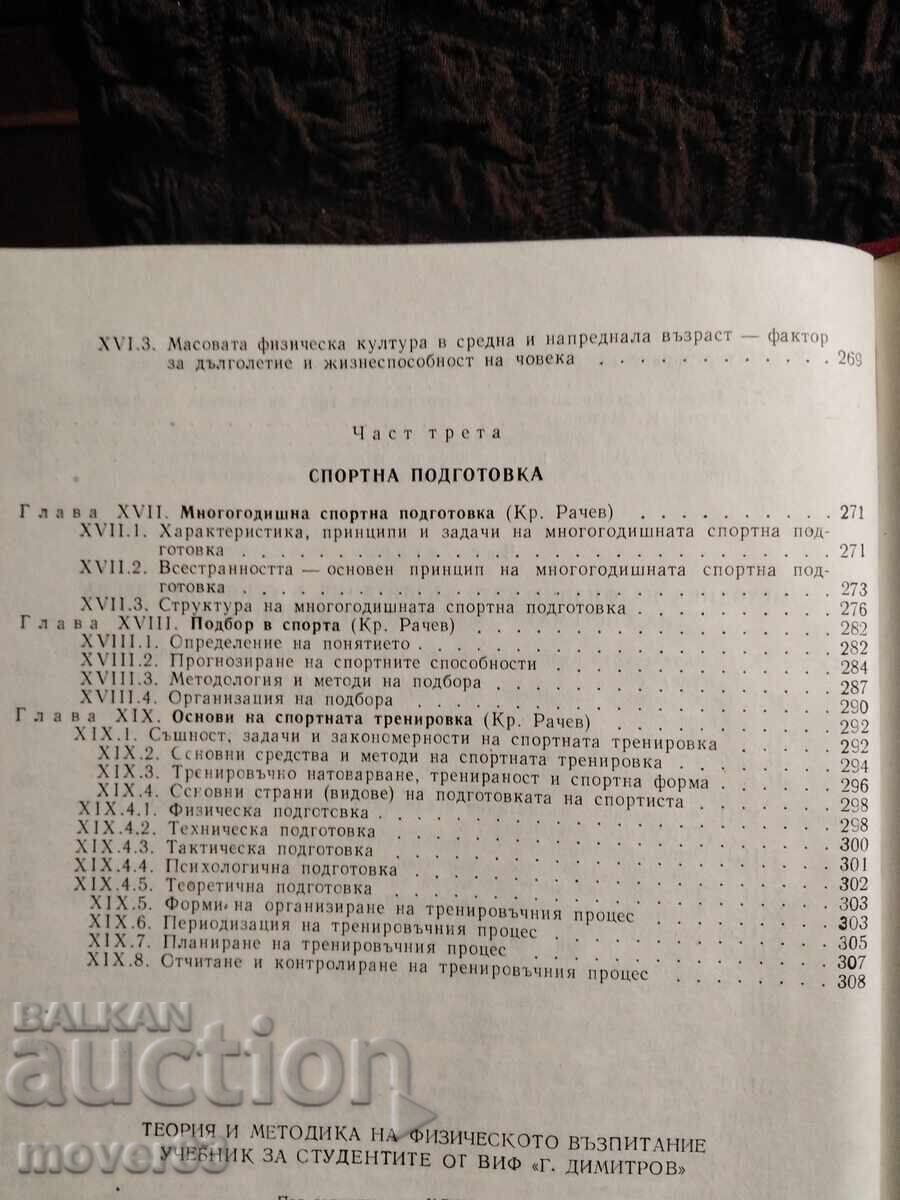 XVI.3. Масовата физическа култура в средна и напреднала възраст — фактор
за дълголетие и жизнеспособност на човека . . . . . . . . . . . . 269
Част трета
СПОРТНА ПОДГОТОВКА
Глава XVII. Многогодишна спортна подготовка (Кр. Рачев) . . . . . . . . . . 271
XVII.1. Характеристика, принципи и задачи на многогодишната спортна под-
готовка . . . . . . . . . . . . . . . . . . . . . . . . 271
XVII.2. Всестранността — основен принцип на многогодишната спортна под-
готовка . . . . . . . . . . . . . . . . . . . . . . . . 273
XVII.3. Структура на многогодишната спортна подготовка . . . . . . . . . 276
Глава XVIII. Подбор в спорта (Кр. Рачев) . . . . . . . . . . . . . . . . 282
XVIII.1. Определение на понятието . . . . . . . . . . . . . . . . . . 282
XVIII.2. Прогнозиране на спортните способности . . . . . . . . . . . . 284
XVIII.3. Методология и методи на подбора . . . . . . . . . . . . . . . 287
XVIII.4. Организация на подбора . . . . . . . . . . . . . . . . . . 290
Глава XIX. Основи на спортната тренировка (Кр. Рачев) . . . . . . . . . . 292
XIX.1. Същност, задачи и закономерности на спортната тренировка . . . . . 292
XIX.2. Основни средства и методи на спортната тренировка . . . . . . . . 294
XIX.3. Тренировъчно натоварване, тренираност и спортна форма . . . . . . 296
XIX.4. Основни страни (видове) на подготовката на спортиста . . . . . . . 298
XIX.4.1. Физическа подготовка . . . . . . . . . . . . . . . . . . . . 298
XIX.4.2. Техническа подготовка . . . . . . . . . . . . . . . . . . . 300
XIX.4.3. Тактическа подготовка . . . . . . . . . . . . . . . . . . . 301
XIX.4.4. Психологична подготовка . . . . . . . . . . . . . . . . . . 302
XIX.4.5. Теоретична подготовка . . . . . . . . . . . . . . . . . . . 303
XIX.5. Форми на организиране на тренировъчния процес . . . . . . . . . 303
XIX.6. Периодизация на тренировъчния процес . . . . . . . . . . . . . 305
XIX.7. Планиране на тренировъчния процес . . . . . . . . . . . . . . 307
XIX.8. Отчитане и контролиране на тренировъчния процес . . . . . . . . 308
BALKAN
auction
mover83
ТЕОРИЯ И МЕТОДИКА НА ФИЗИЧЕСКОТО ВЪЗПИТАНИЕ
УЧЕБНИК ЗА СТУДЕНТИТЕ ОТ ВИФ «Г. ДИМИТРОВ»